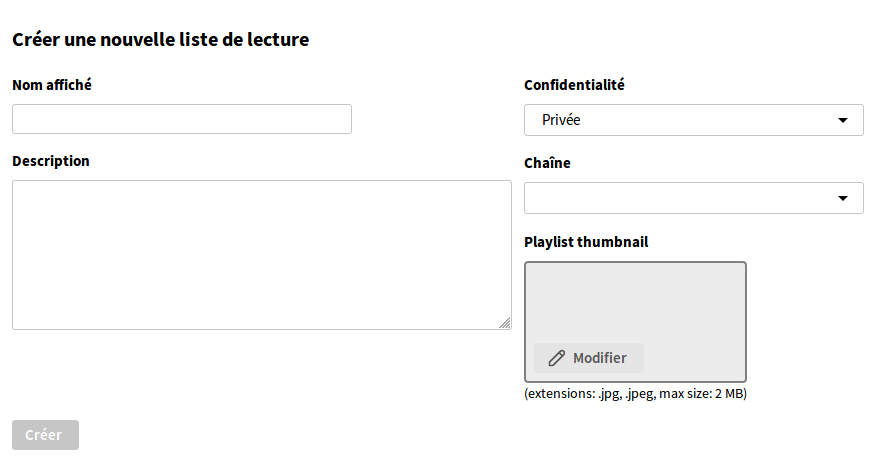 Créer une nouvelle liste de lecture
Nom affiché
Description
Créer
Confidentialité
Privée
Chaîne
Playlist thumbnail
Modifier
(extensions: .jpg, .jpeg, max size: 2 MB)